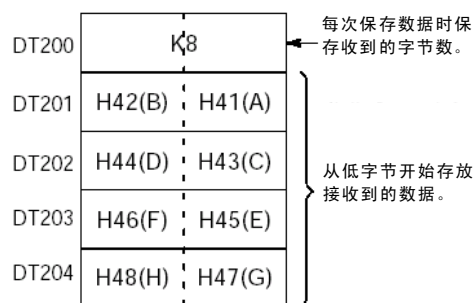 DT200 K8 每次保存数据时保
存收到的字节数。
DT201 H42(B) H41(A)
DT202 H44(D) H43(C)
从低字节开始存放
接收到的数据。
DT203 H46(F) H45(E)
DT204 H48(H) H47(G)